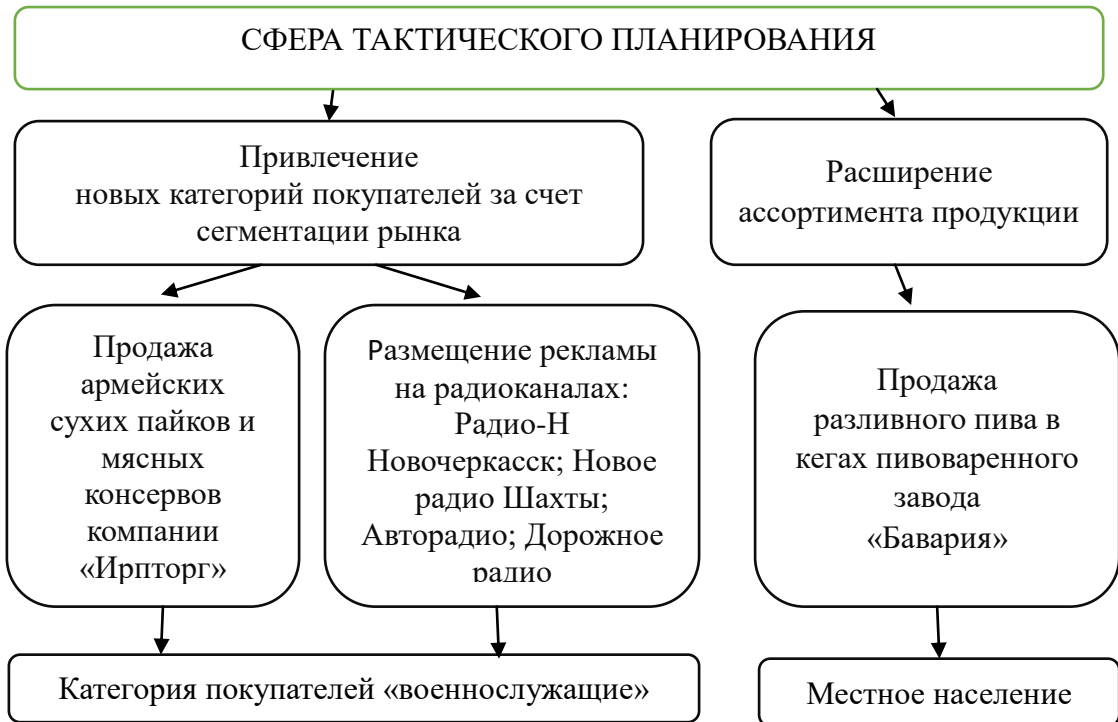 СФЕРА ТАКТИЧЕСКОГО ПЛАНИРОВАНИЯ
Привлечение
новых категорий покупателей за счет
сегментации рынка
Расширение
ассортимента продукции
Продажа
армейских
сухих пайков и
мясных
консервов
компании
«Ирпторг»
Размещение рекламы
на радиоканалах:
Радио-Н
Новочеркасск; Новое
радио Шахты;
Авторадио; Дорожное
радио
Продажа
разливного пива в
кегах пивоваренного
завода
«Бавария»
Категория покупателей «военнослужащие»
Местное население